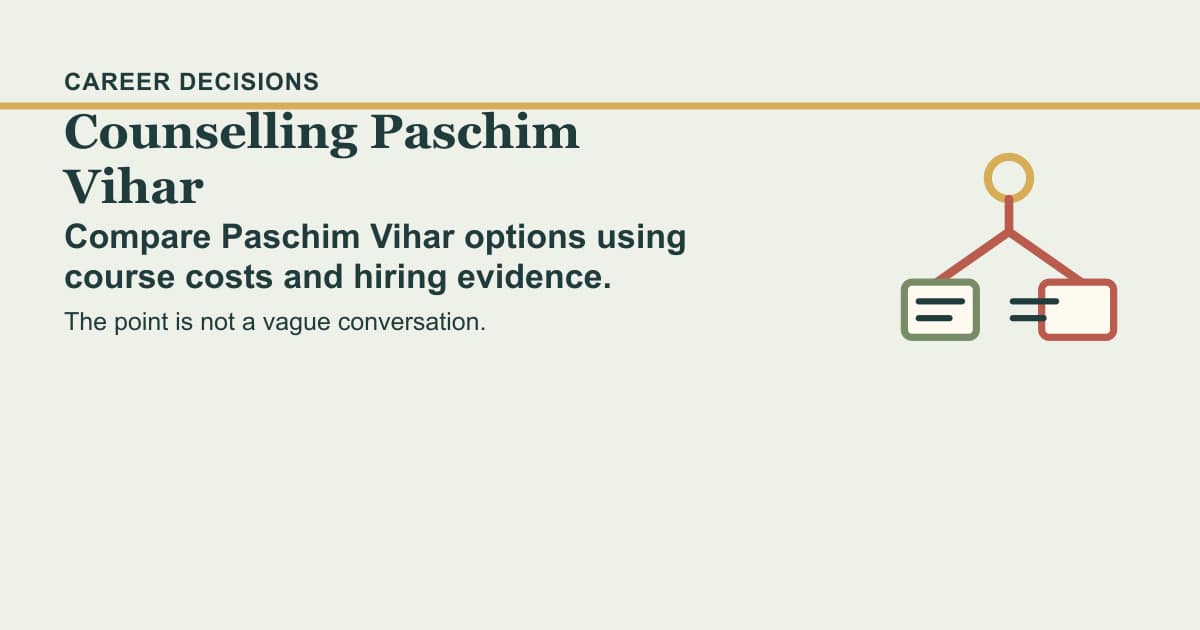 CAREER DECISIONS
Counselling Paschim
Vihar
Compare Paschim Vihar options using
course costs and hiring evidence.
The point is not a vague conversation.